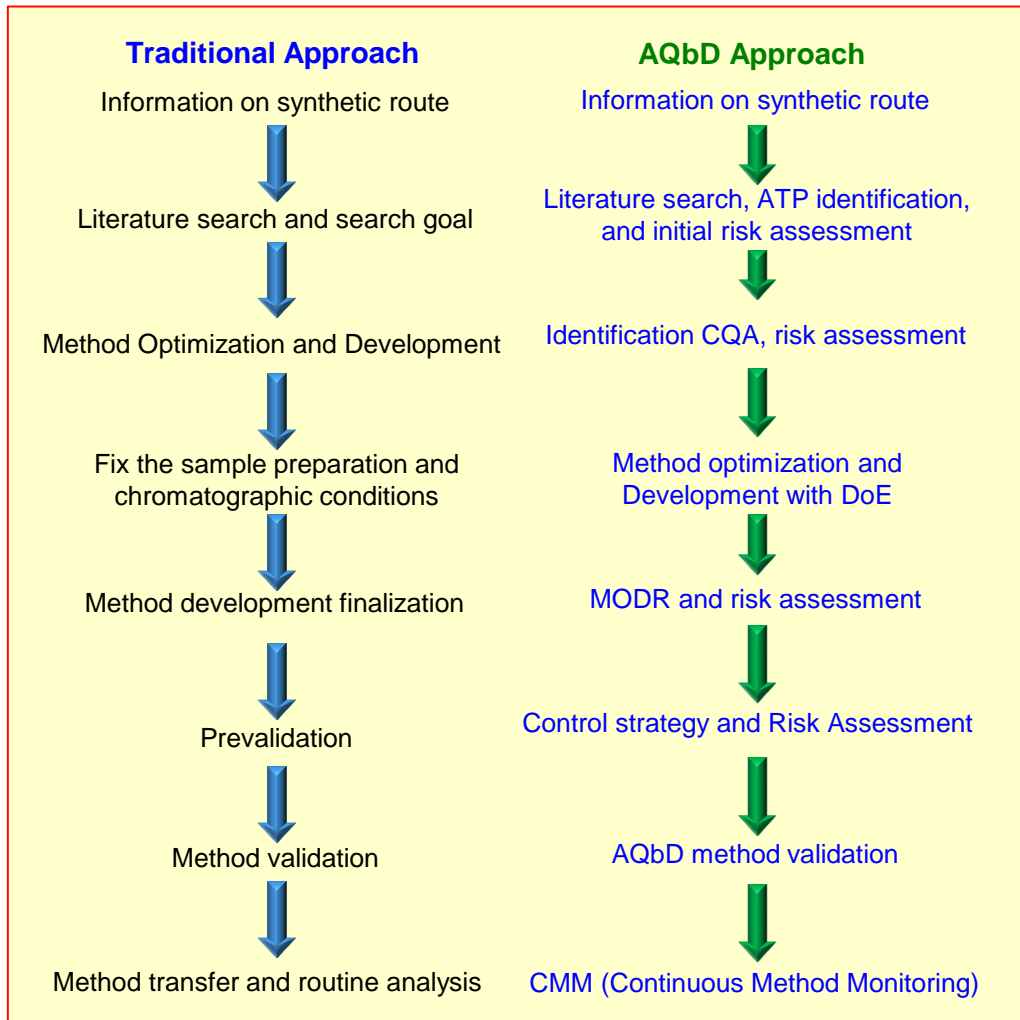 Traditional Approach
Information on synthetic route
Literature search and search goal
Method Optimization and Development
Fix the sample preparation and
chromatographic conditions
Method development finalization
Prevalidation
Method validation
Method transfer and routine analysis
AQbD Approach
Information on synthetic route
Literature search, ATP identification,
and initial risk assessment
Identification CQA, risk assessment
Method optimization and
Development with DoE
MODR and risk assessment
Control strategy and Risk Assessment
AQbD method validation
CMM (Continuous Method Monitoring)